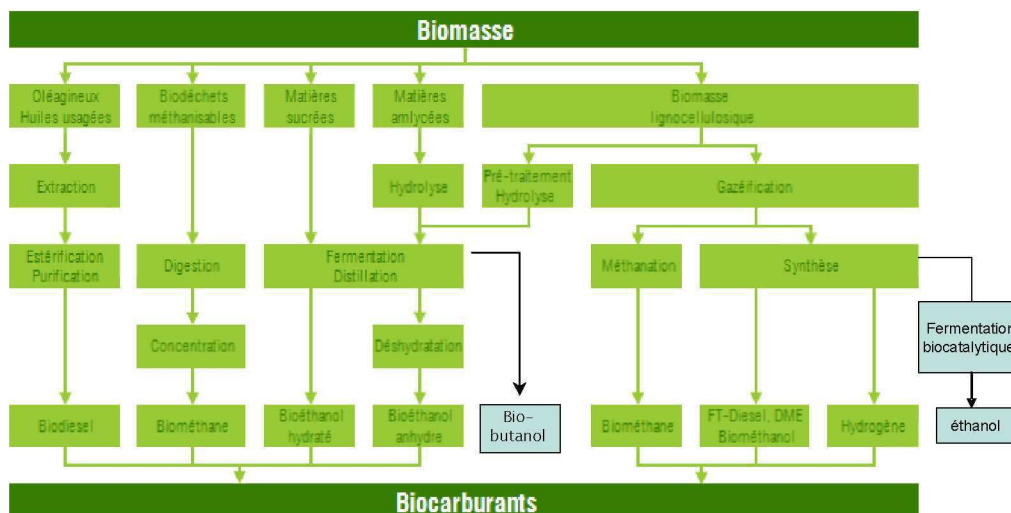 Biomasse
Oléagineux
Huiles usagées
Biodéchets
méthanisables
Matières
sucrées
Matières
amlycées
Biomasse
lignocellulosique
Extraction
Hydrolyse
Pré-traitement
Hydrolyse
Gazéification
Estérification
Purification
Digestion
Fermentation
Distillation
Méthanation
Synthèse
Fermentation
biocatalytique
Concentration
Déshydratation
Biodiesel
Biométhane
Bioéthanol
hydraté
Bioéthanol
anhydre
Bio-
butanol
Biométhane
FT-Diesel, DME
Biométhanol
Hydrogène
éthanol
Biocarburants